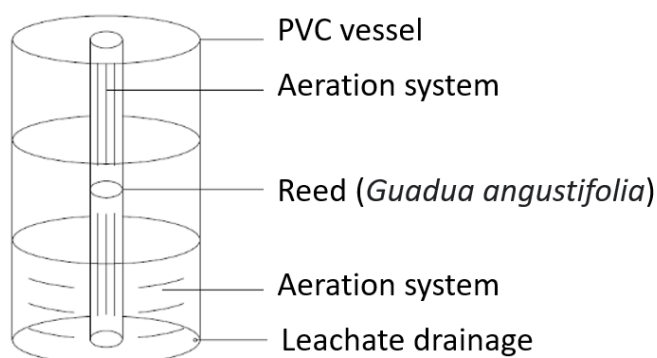 PVC vessel
Aeration system
Reed (Guadua angustifolia)
Aeration system
Leachate drainage